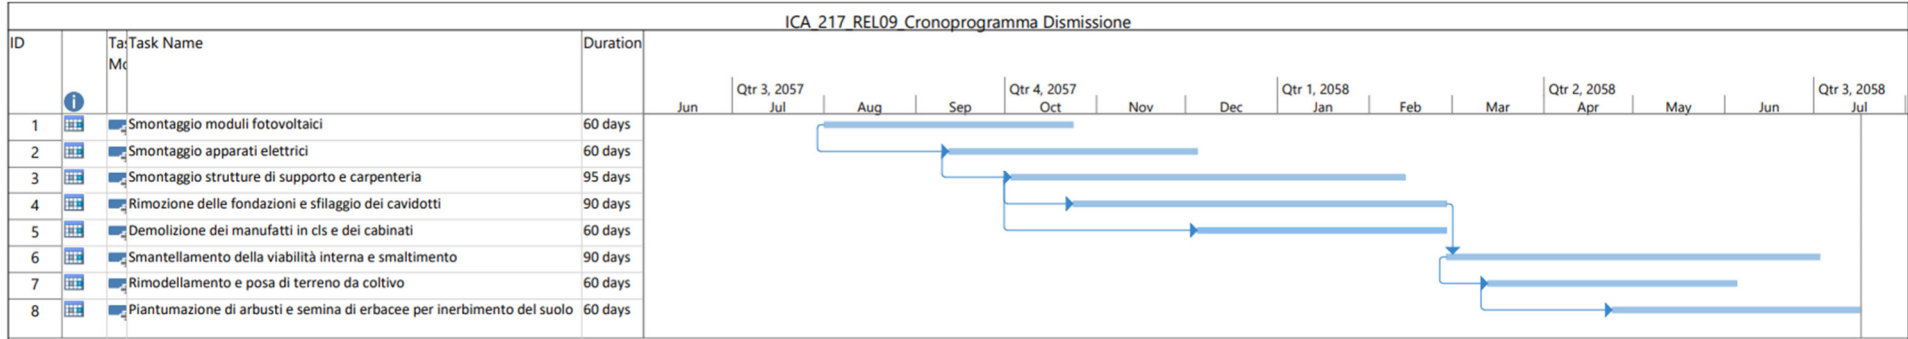 ICA_217_REL09_Cronoprogramma Dismissione
ID Tas Task Name Duration
Mo
Qtr 3, 2057 Qtr 4, 2057 Qtr 1, 2058 Qtr 2, 2058 Qtr 3, 2058
Jun Jul Aug Sep Oct Nov Dec Jan Feb Mar Apr May Jun Jul
1 Smontaggio moduli fotovoltaici 60 days
2 Smontaggio apparati elettrici 60 days
3 Smontaggio strutture di supporto e carpenteria 95 days
4 Rimozione delle fondazioni e sfilaggio dei cavidotti 90 days
5 Demolizione dei manufatti in cls e dei cabinati 60 days
6 Smantellamento della viabilità interna e smaltimento 90 days
7 Rimodellamento e posa di terreno da coltivo 60 days
8 Piantumazione di arbusti e semina di erbacee per inerbimento del suolo 60 days